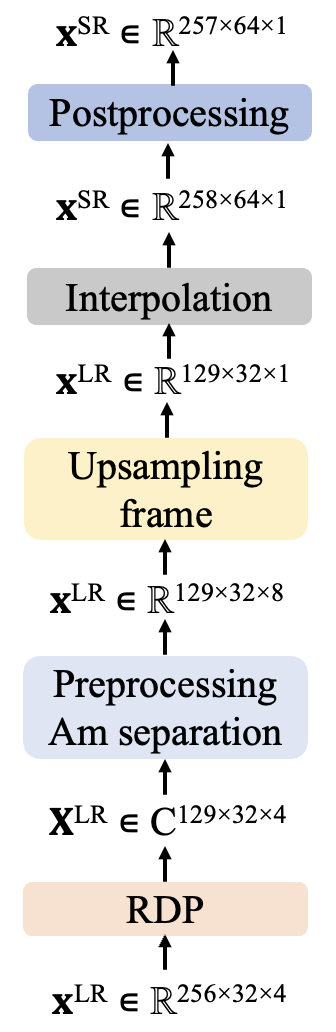 𝐱^SR ∈ ℝ^257×64×1
Postprocessing
𝐱^SR ∈ ℝ^258×64×1
Interpolation
𝐱^LR ∈ ℝ^129×32×1
Upsampling
frame
𝐱^LR ∈ ℝ^129×32×8
Preprocessing
Am separation
𝐗^LR ∈ C^129×32×4
RDP
𝐱^LR ∈ ℝ^256×32×4